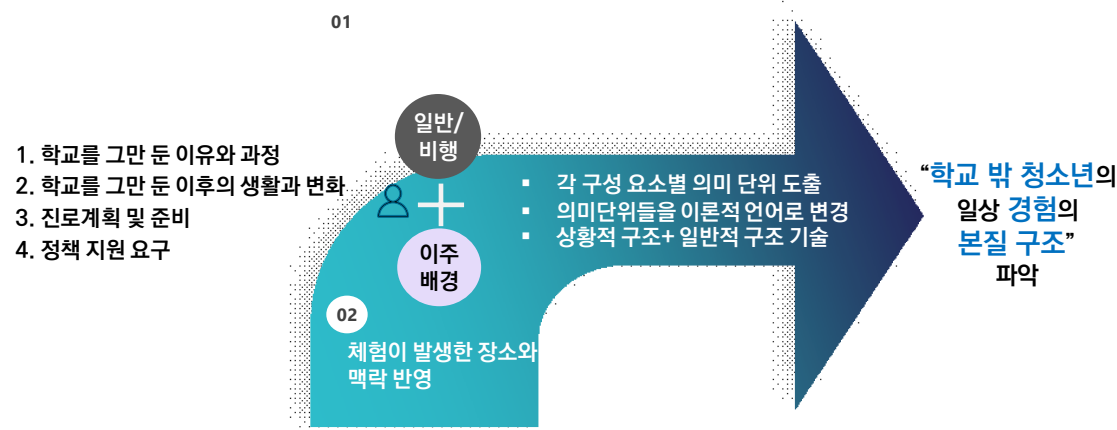 01
1. 학교를 그만 둔 이유와 과정
2. 학교를 그만 둔 이후의 생활과 변화
3. 진로계획 및 준비
4. 정책 지원 요구
일반/
비행
이주
배경
02
체험이 발생한 장소와
맥락 반영
▪ 각 구성 요소별 의미 단위 도출
▪ 의미단위들을 이론적 언어로 변경
▪ 상황적 구조+ 일반적 구조 기술
“학교 밖 청소년의
일상 경험의
본질 구조”
파악